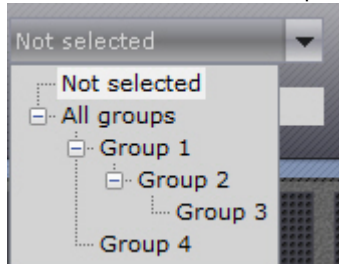 Not selected
Not selected
All groups
Group 1
Group 2
Group 3
Group 4